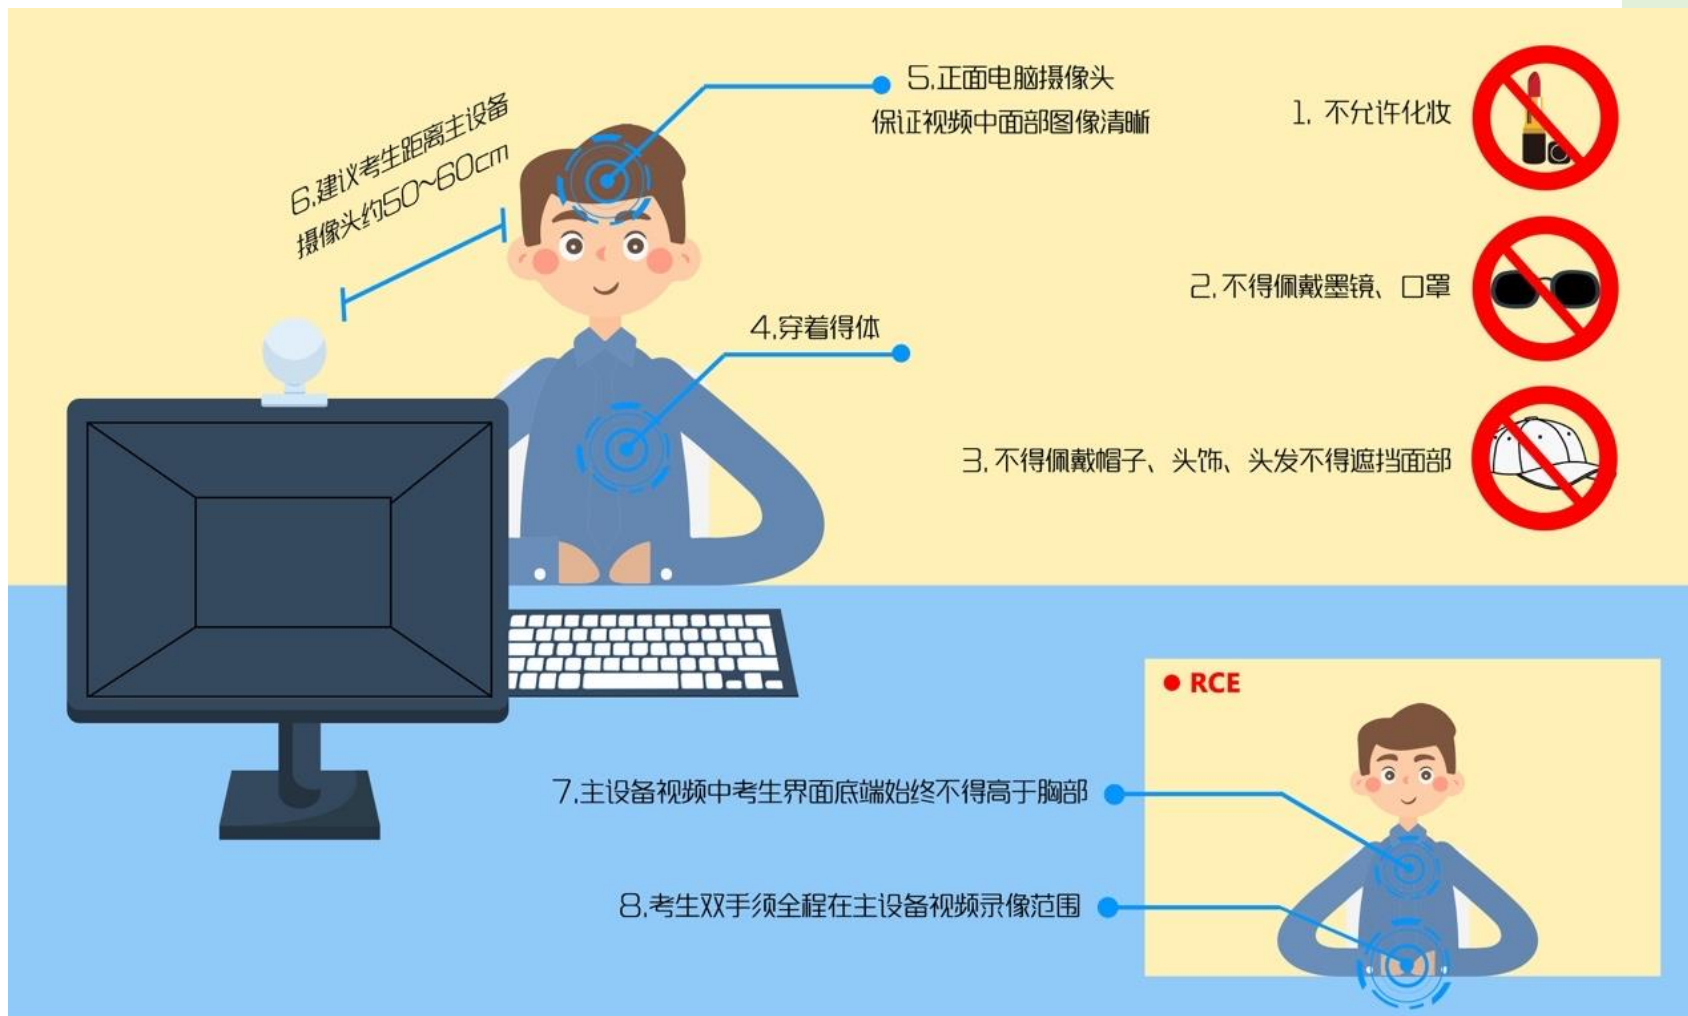 5.正面电脑摄像头
保证视频中面部图像清晰
1. 不允许化妆
6.建议考生距离主设备
摄像头约50~60cm
2.不得佩戴墨镜、口罩
4.穿着得体
3.不得佩戴帽子、头饰、头发不得遮挡面部
RCE
7.主设备视频中考生界面底端始终不得高于胸部
8.考生双手须全程在主设备视频录像范围